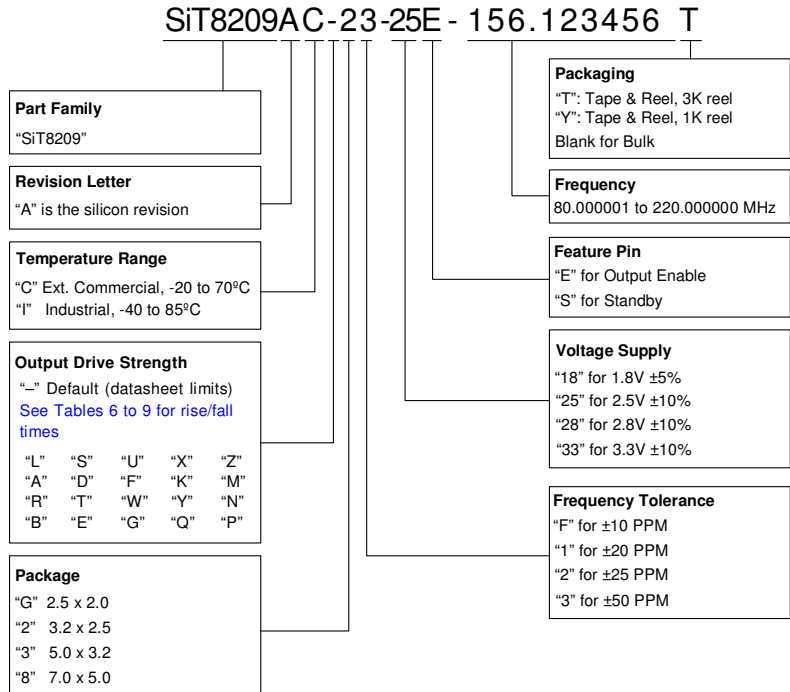 SiT8209AC-23-25E - 156.123456 T
Part Family
“SiT8209”
Revision Letter
“A” is the silicon revision
Temperature Range
“C” Ext. Commercial, -20 to 70ºC
“I” Industrial, -40 to 85ºC
Output Drive Strength
“–” Default (datasheet limits)
See Tables 6 to 9 for rise/fall
times
“L” “S” “U” “X” “Z”
“A” “D” “F” “K” “M”
“R” “T” “W” “Y” “N”
“B” “E” “G” “Q” “P”
Package
“G” 2.5 x 2.0
“2” 3.2 x 2.5
“3” 5.0 x 3.2
“8” 7.0 x 5.0
Packaging
“T”: Tape & Reel, 3K reel
“Y”: Tape & Reel, 1K reel
Blank for Bulk
Frequency
80.000001 to 220.000000 MHz
Feature Pin
“E” for Output Enable
“S” for Standby
Voltage Supply
“18” for 1.8V ±5%
“25” for 2.5V ±10%
“28” for 2.8V ±10%
“33” for 3.3V ±10%
Frequency Tolerance
“F” for ±10 PPM
“1” for ±20 PPM
“2” for ±25 PPM
“3” for ±50 PPM